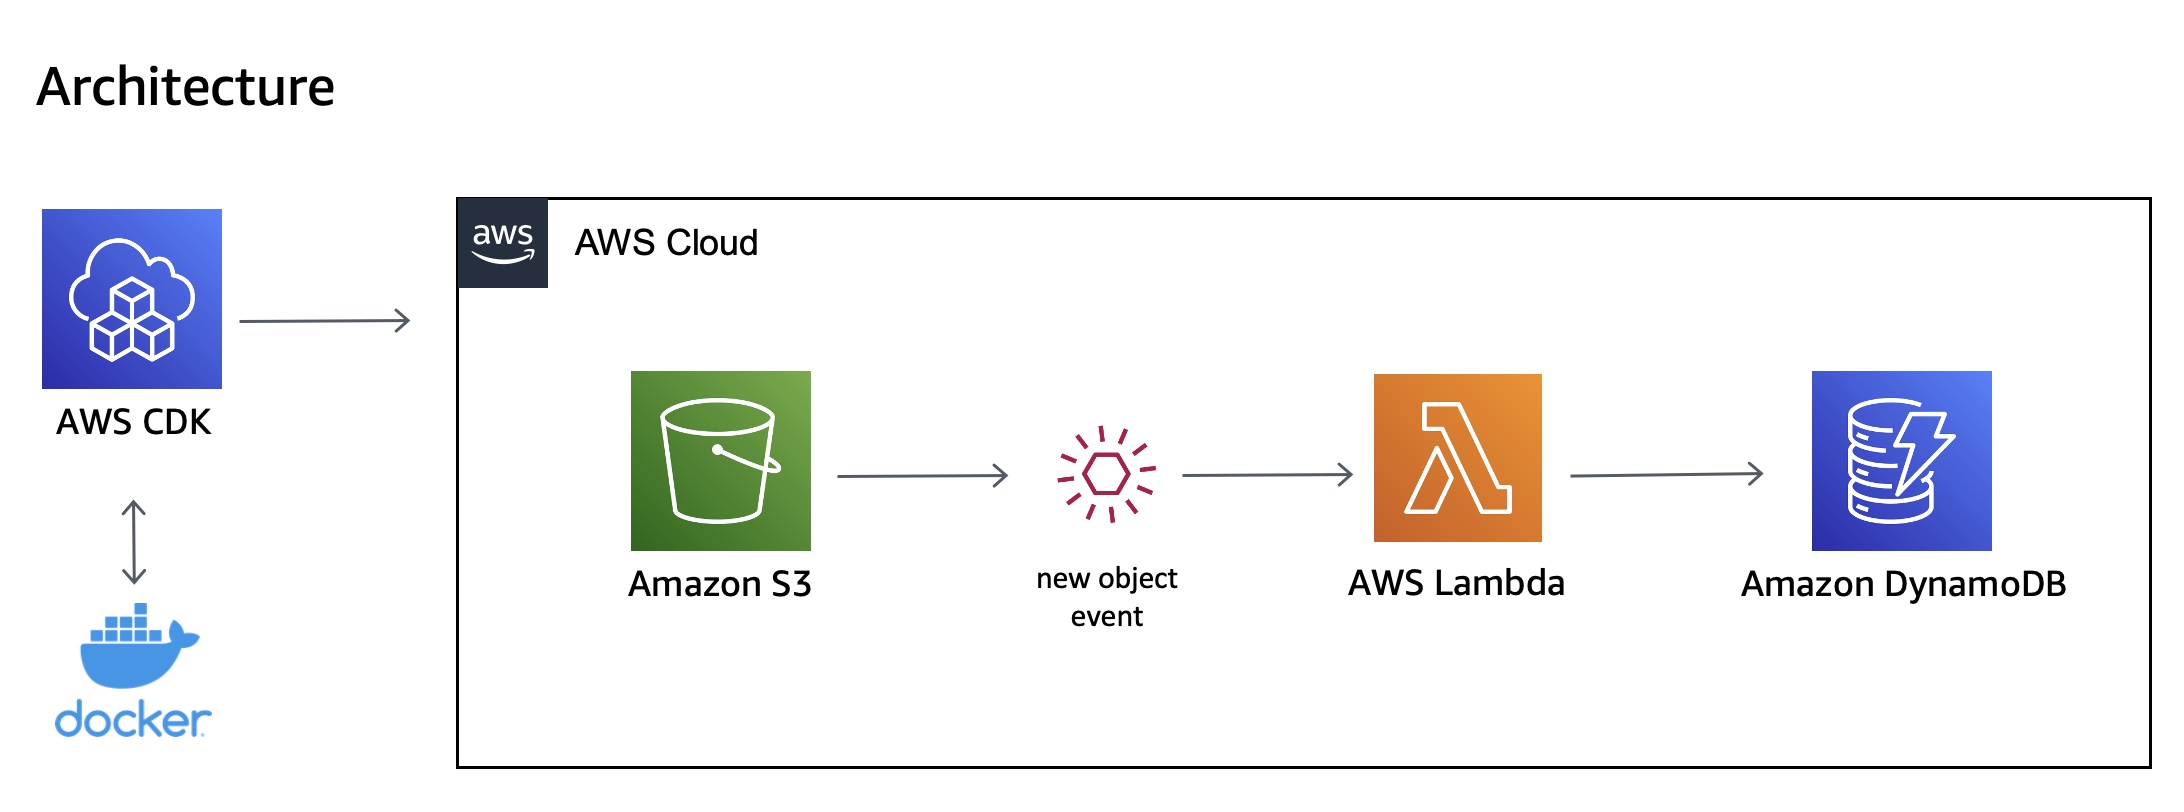 Architecture
aws
AWS Cloud
AWS CDK
docker
Amazon S3
new object
event
AWS Lambda
Amazon DynamoDB